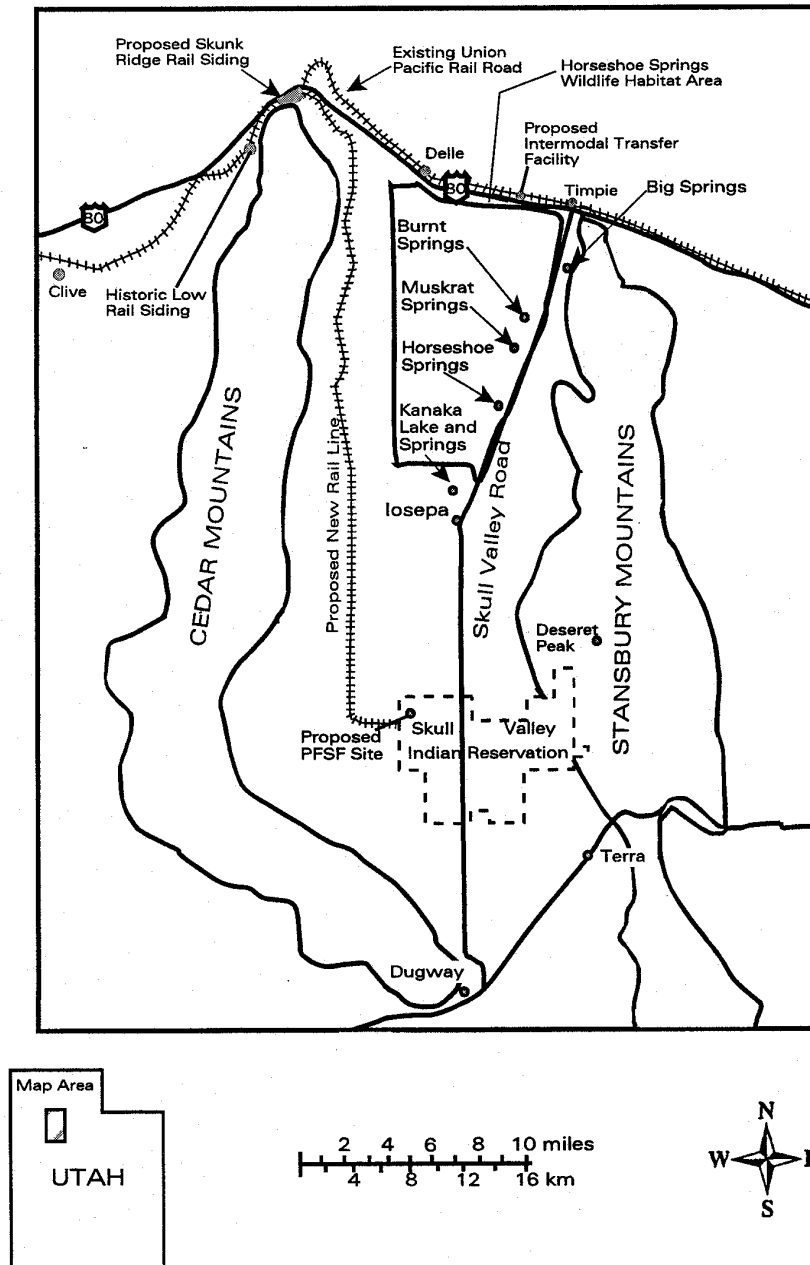 Proposed Skunk
Ridge Rail Siding
Existing Union
Pacific Rail Road
Horseshoe Springs
Wildlife Habitat Area
Proposed
Intermodal Transfer
Facility
Delle
Timpie
Big Springs
80
80
Clive
Historic Low
Rail Siding
Burnt
Springs
Muskrat
Springs
Horseshoe
Springs
Kanaka
Lake and
Springs
Iosepa
CEDAR MOUNTAINS
Proposed New Rail Line
Skull Valley Road
STANSBURY MOUNTAINS
Deseret
Peak
Proposed
PFSF Site
Skull Valley
Indian Reservation
Terra
Dugway
Map Area
UTAH
2 4 6 8 10 miles
4 8 12 16 km
N
W
S